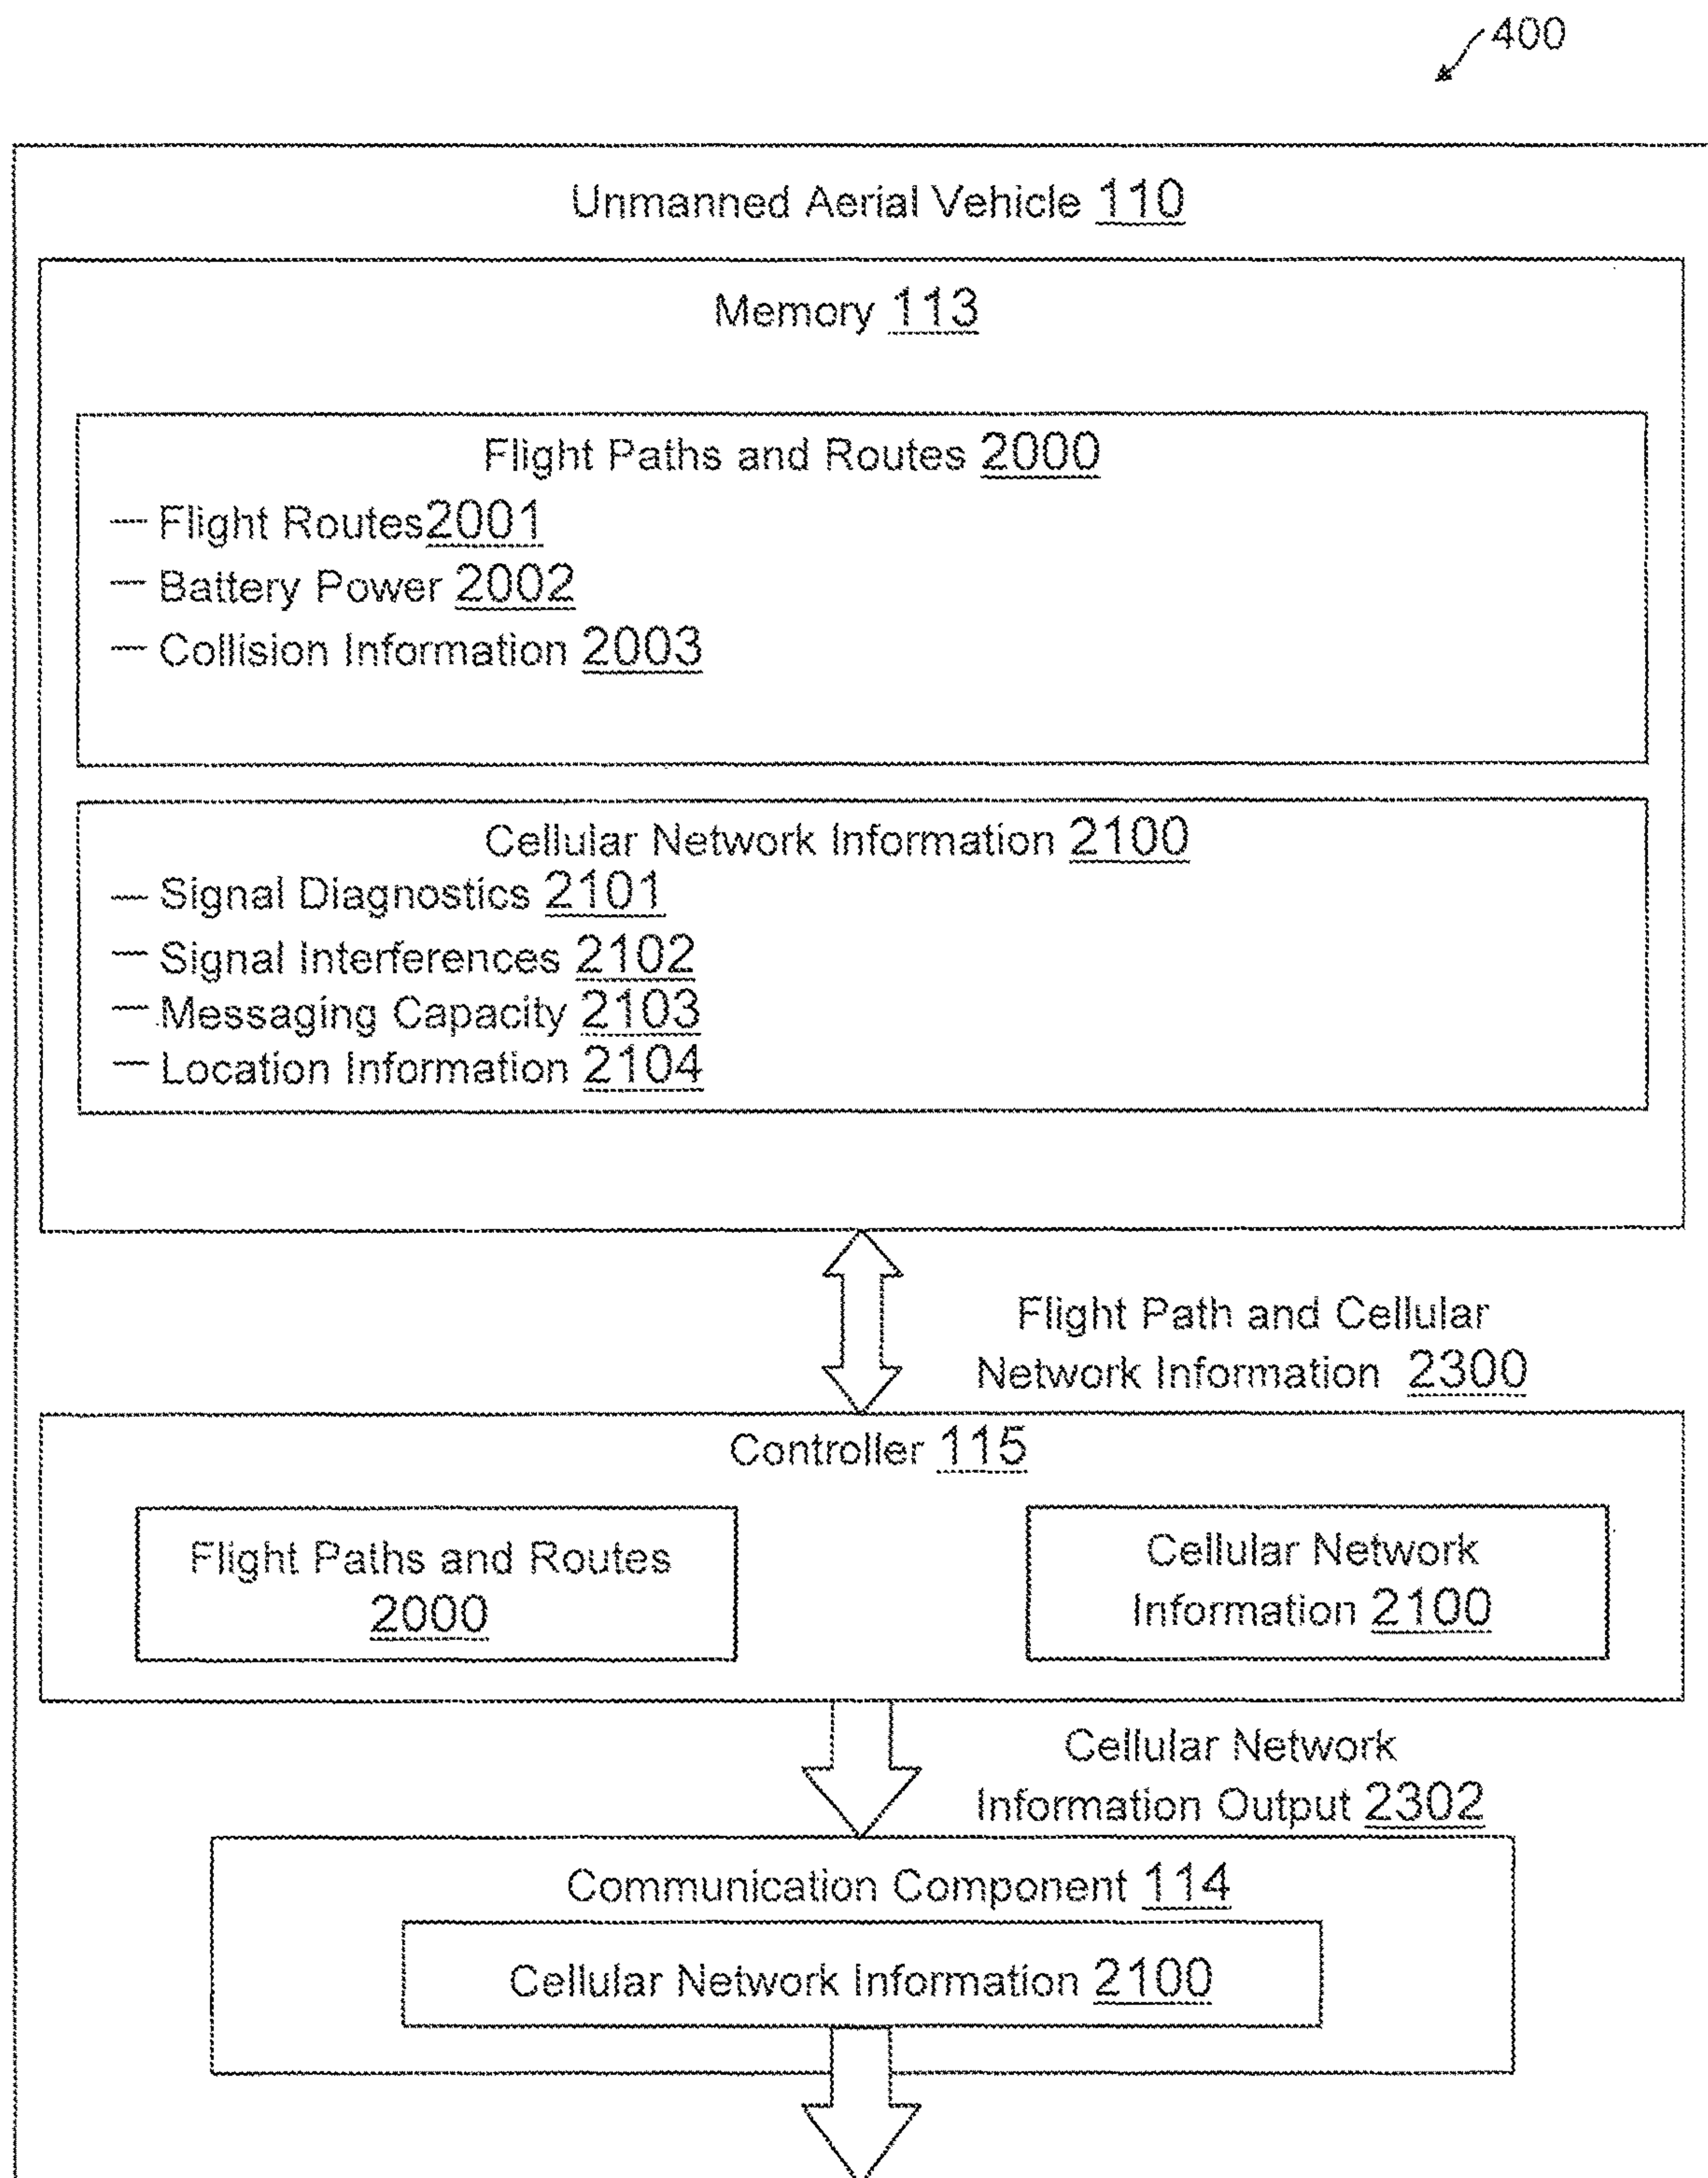 400
Unmanned Aerial Vehicle 110
Memory 113
Flight Paths and Routes 2000
— Flight Routes2001
— Battery Power 2002
— Collision Information 2003
Cellular Network Information 2100
— Signal Diagnostics 2101
— Signal Interferences 2102
— Messaging Capacity 2103
— Location Information 2104
Flight Path and Cellular
Network Information 2300
Controller 115
Flight Paths and Routes
2000
Cellular Network
Information 2100
Cellular Network
Information Output 2302
Communication Component 114
Cellular Network Information 2100